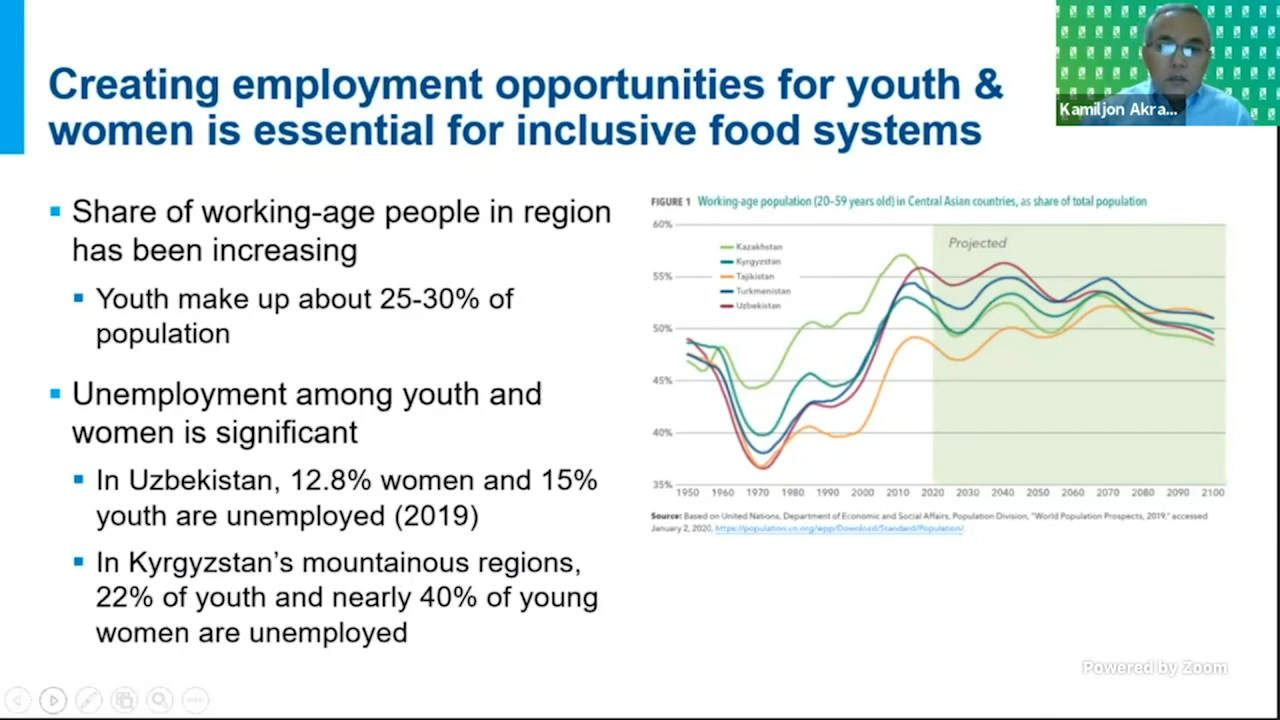 Creating employment opportunities for youth &
women is essential for inclusive food systems
Kamiljon Akra...
Share of working-age people in region
has been increasing
Youth make up about 25-30% of
population
Unemployment among youth and
women is significant
In Uzbekistan, 12.8% women and 15%
youth are unemployed (2019)
In Kyrgyzstan's mountainous regions,
22% of youth and nearly 40% of young
women are unemployed
FIGURE 1 Working-age population (20–59 years old) in Central Asian countries, as share of total population
60%
55%
50%
45%
40%
35%
Projected
Kazakhstan
Kyrgyzstan
Tajikistan
Turkmenistan
Uzbekistan
1950 1960 1970 1980 1990 2000 2010 2020 2030 2040 2050 2060 2070 2080 2090 2100
Source: Based on United Nations, Department of Economic and Social Affairs, Population Division, "World Population Prospects, 2019," accessed
January 2, 2020, https://population.un.org/wpp/Download/Standard/Population/.
Powered by Zoom